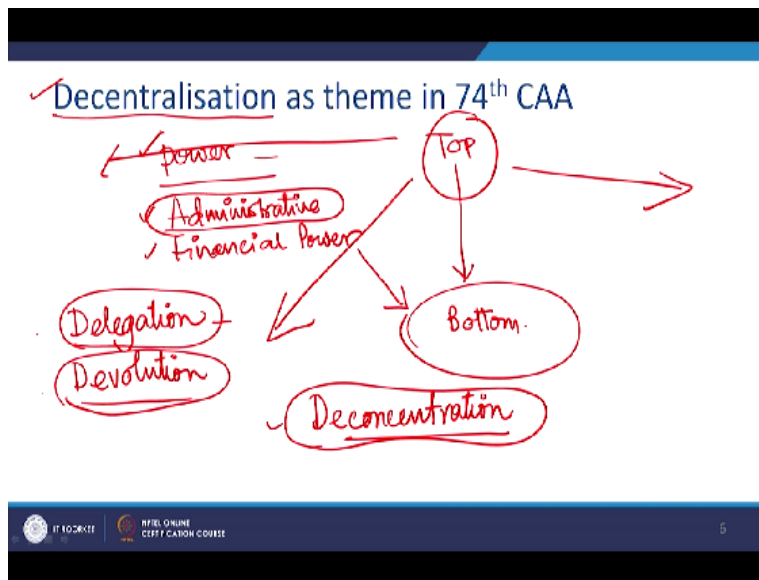 Decentralisation as theme in 74th CAA
Top
power
Administrative
Financial Power
Delegation
Bottom.
Devolution
Deconcentration
IIT ROORKEE
NPTEL ONLINE
CERTIFICATION COURSE
6